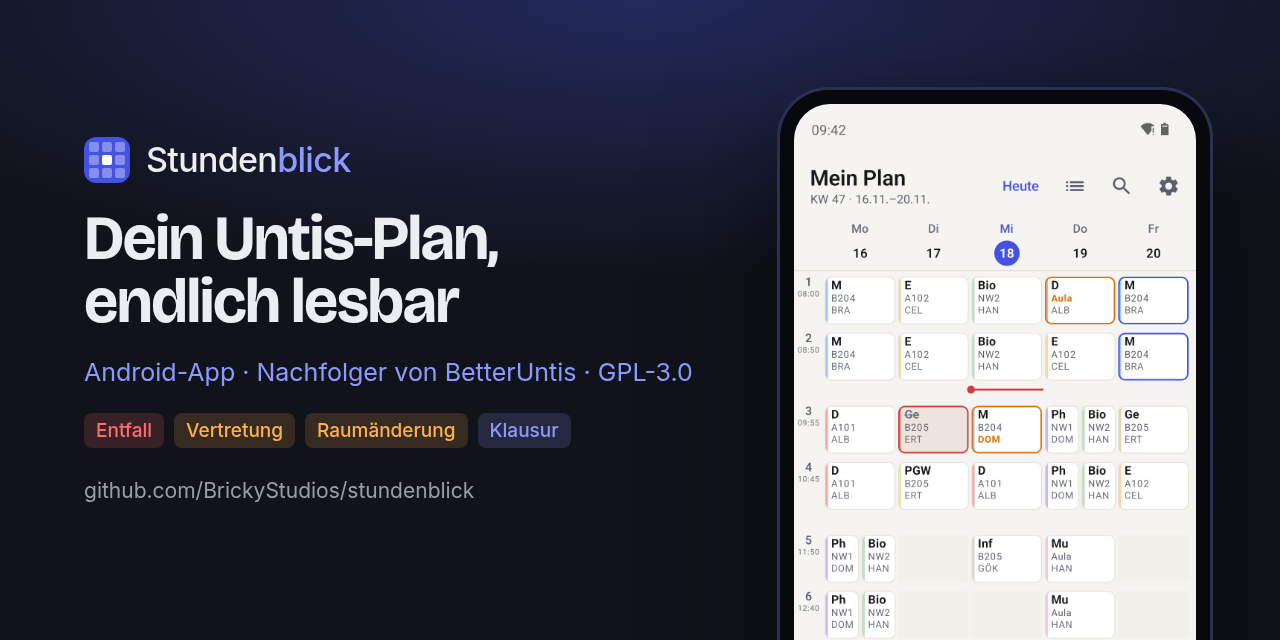 Stundenblick
Dein Untis-Plan,
endlich lesbar
Android-App · Nachfolger von BetterUntis · GPL-3.0
Entfall Vertretung Raumänderung Klausur
github.com/BrickyStudios/stundenblick
09:42
Mein Plan
KW 47 · 16.11.–20.11.
Heute
Mo Di Mi Do Fr
16 17 18 19 20
1 M E Bio D M
08:00 B204 A102 NW2 Aula B204
BRA CEL HAN ALB BRA
2 M E Bio E M
08:50 B204 A102 NW2 A102 B204
BRA CEL HAN CEL BRA
3 D Ge M Ph Bio Ge
09:55 A101 B205 B204 NW1 NW2 B205
ALB ERT DOM DOM HAN ERT
4 D PGW D Ph Bio E
10:45 A101 B205 A101 NW1 NW2 A102
ALB ERT ALB DOM HAN CEL
5 Ph Bio Inf Mu
11:50 NW1 NW2 B205 Aula
DOM HAN GÖK HAN
6 Ph Bio Mu
12:40 NW1 NW2 Aula
DOM HAN HAN